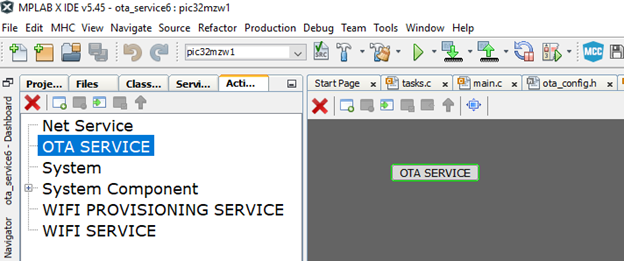 MPLAB X IDE v5.45 - ota_service6 : pic32mzw1
File Edit MHC View Navigate Source Refactor Production Debug Team Tools Window Help
pic32mzw1
SRC
MCC
Proje... Files Class... Servi... Acti...
Start Page tasks.c main.c ota_config.h
Net Service
OTA SERVICE
System
System Component
WIFI PROVISIONING SERVICE
WIFI SERVICE
OTA SERVICE
ota_service6 - Dashboard
Navigator